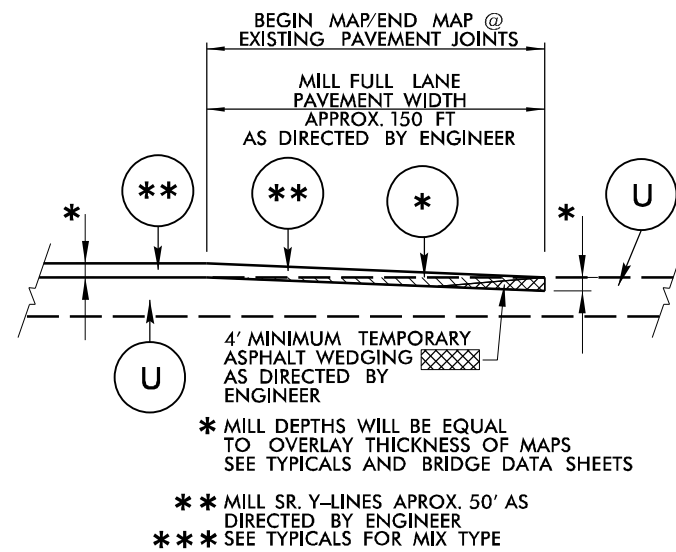 BEGIN MAP/END MAP @
EXISTING PAVEMENT JOINTS
MILL FULL LANE
PAVEMENT WIDTH
APPROX. 150 FT
AS DIRECTED BY ENGINEER
*
**
**
*
*
U
U
4' MINIMUM TEMPORARY
ASPHALT WEDGING
AS DIRECTED BY
ENGINEER
* MILL DEPTHS WILL BE EQUAL
TO OVERLAY THICKNESS OF MAPS
SEE TYPICALS AND BRIDGE DATA SHEETS
** MILL SR. Y-LINES APROX. 50' AS
DIRECTED BY ENGINEER
*** SEE TYPICALS FOR MIX TYPE